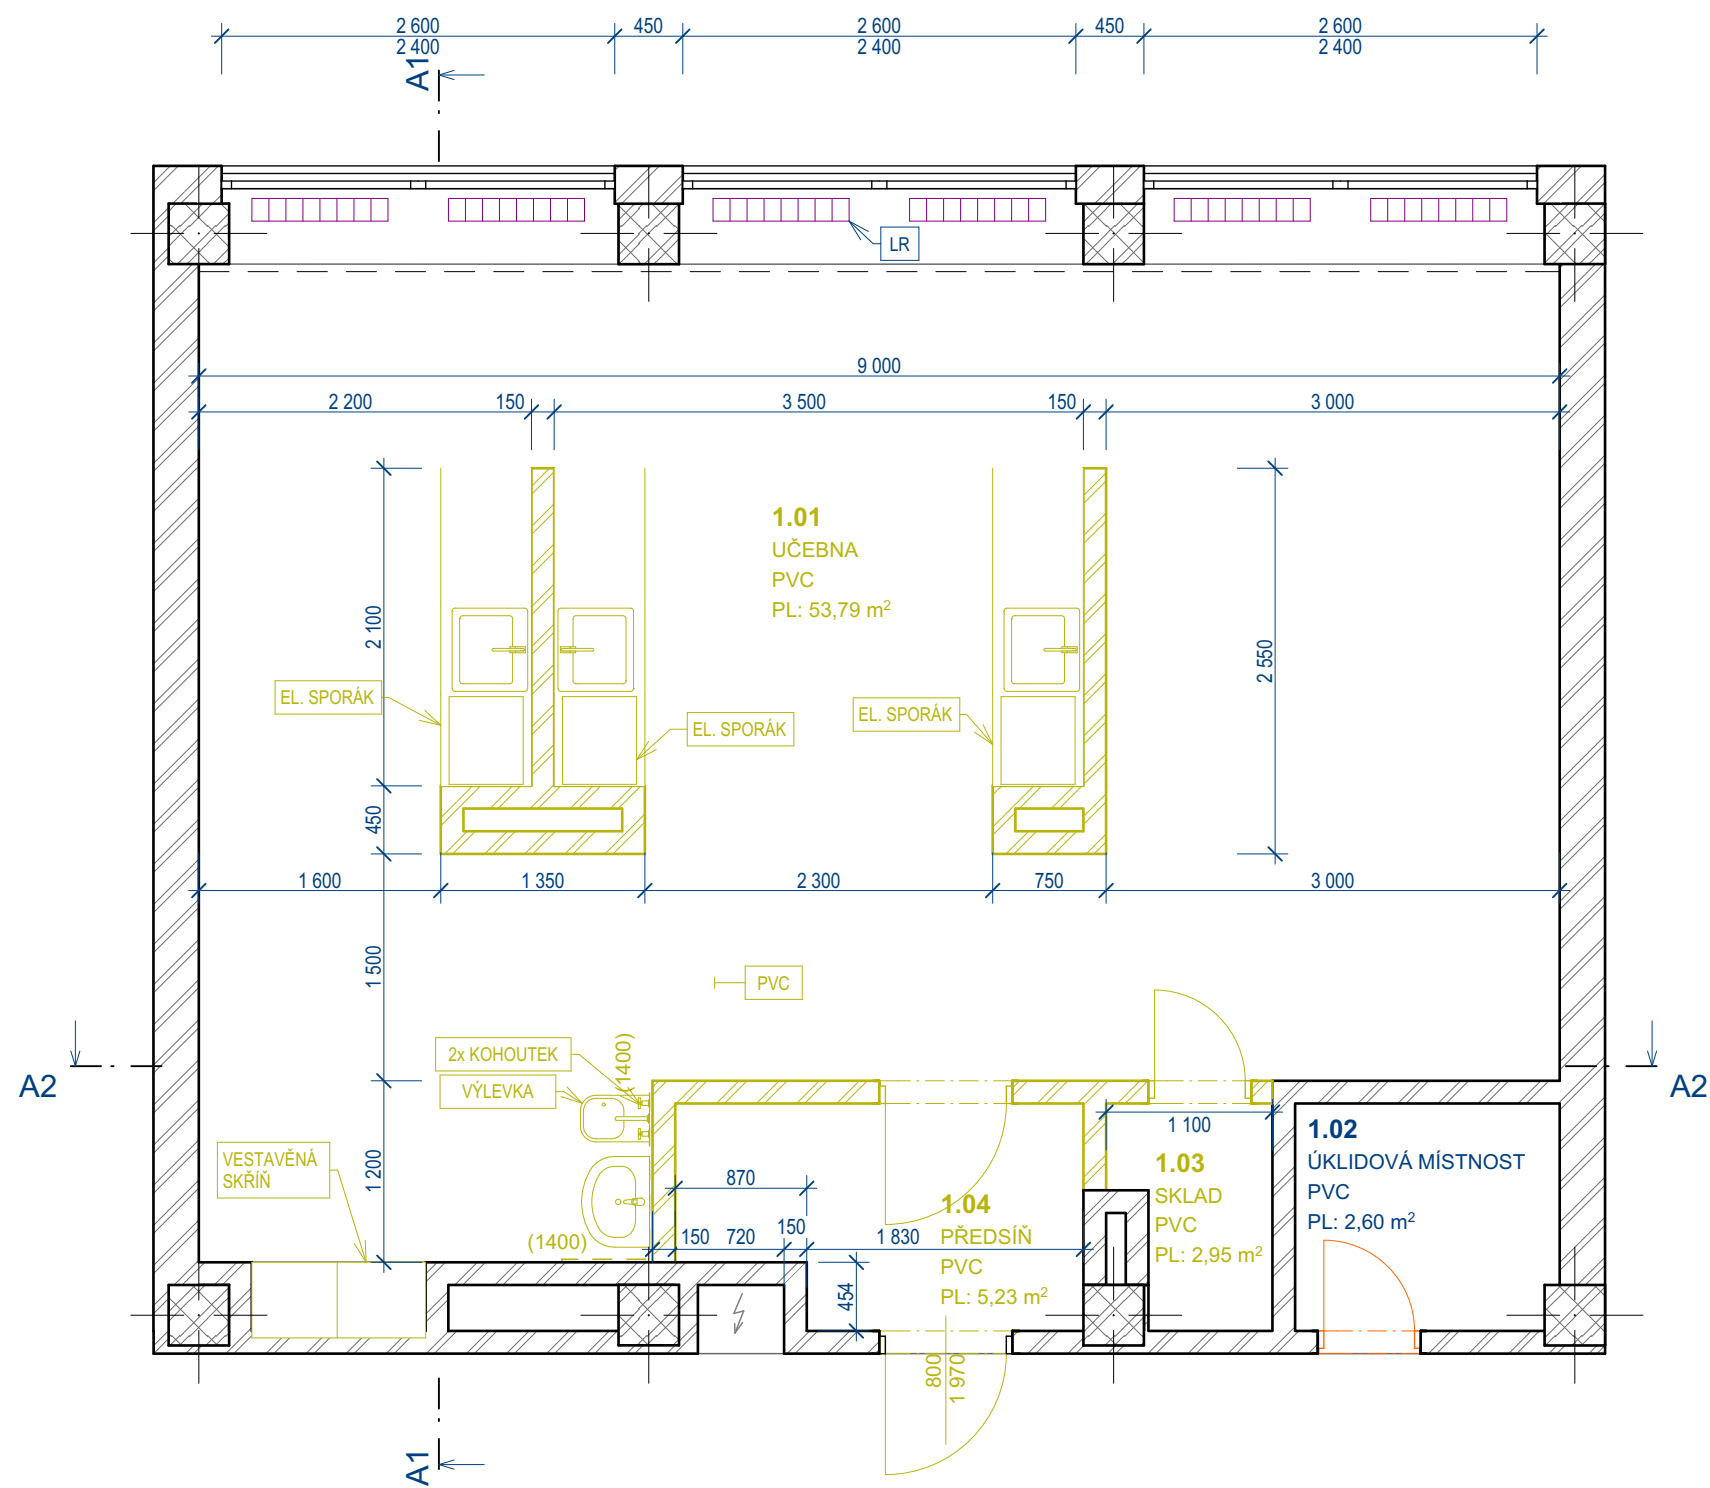 2 600
450
2 600
450
2 600
2 400
2 400
2 400
A1
LR
9 000
2 200
150
3 500
150
3 000
1.01
UČEBNA
PVC
PL: 53,79 m²
2 100
2 550
EL. SPORÁK
EL. SPORÁK
EL. SPORÁK
450
1 600
1 350
2 300
750
3 000
1 500
PVC
2x KOHOUTEK
(1400)
VÝLEVKA
A2
A2
1 100
1.02
ÚKLIDOVÁ MÍSTNOST
PVC
PL: 2,60 m²
VESTAVĚNÁ
SKŘÍŇ
1 200
870
1.03
SKLAD
PVC
PL: 2,95 m²
1.04
PŘEDSÍŇ
PVC
PL: 5,23 m²
(1400)
150
720
150
1 830
454
800
1 970
A1